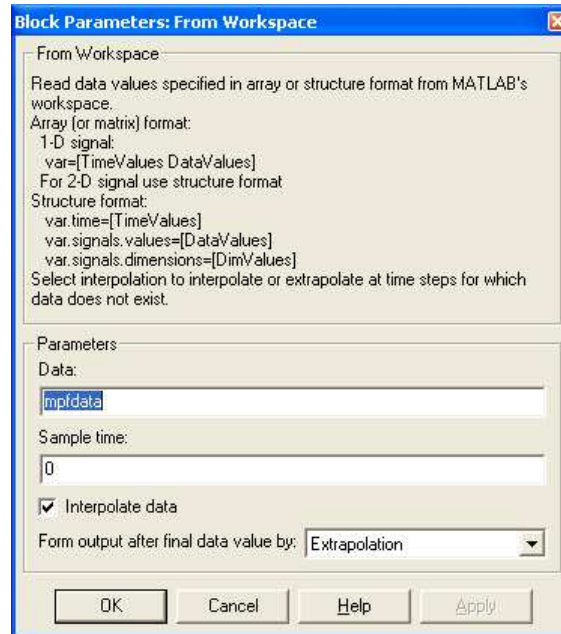 Block Parameters: From Workspace
From Workspace
Read data values specified in array or structure format from MATLAB's
workspace.
Array (or matrix) format:
1-D signal:
var=[TimeValues DataValues]
For 2-D signal use structure format
Structure format:
var.time=[TimeValues]
var.signals.values=[DataValues]
var.signals.dimensions=[DimValues]
Select interpolation to interpolate or extrapolate at time steps for which
data does not exist.
Parameters
Data:
mpfdata
Sample time:
0
Interpolate data
Form output after final data value by: Extrapolation
OK Cancel Help Apply